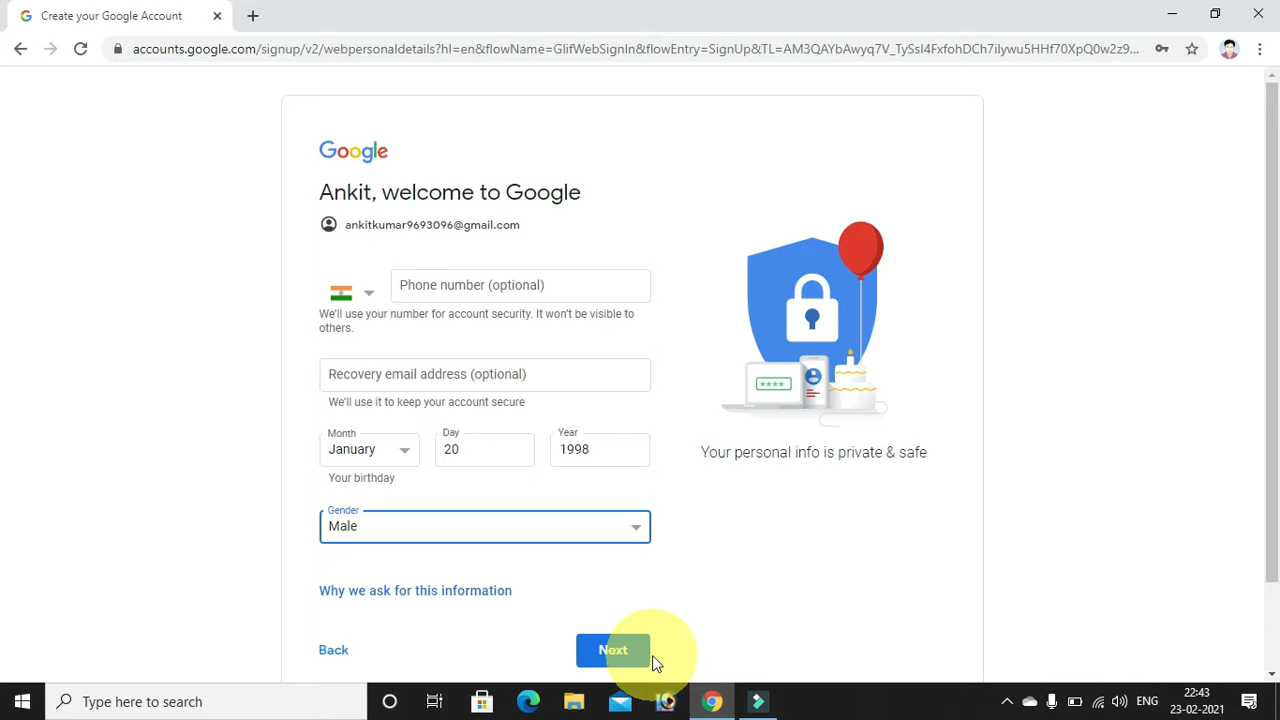 Create your Google Account
accounts.google.com/signup/v2/webpersonaldetails?hl=en&flowName=GlifWebSignIn&flowEntry=SignUp&TL=AM3QAYbAwyq7V_TySsl4FxfohDCh7iIywu5HHf70XpQ0w2z9...
Google
Ankit, welcome to Google
ankitkumar9693096@gmail.com
Phone number (optional)
We'll use your number for account security. It won't be visible to
others.
Recovery email address (optional)
We'll use it to keep your account secure
Month
January
Day
20
Year
1998
Your birthday
Gender
Male
Why we ask for this information
Back
Next
****
Your personal info is private & safe
Type here to search
ENG
22:43
23-02-2021